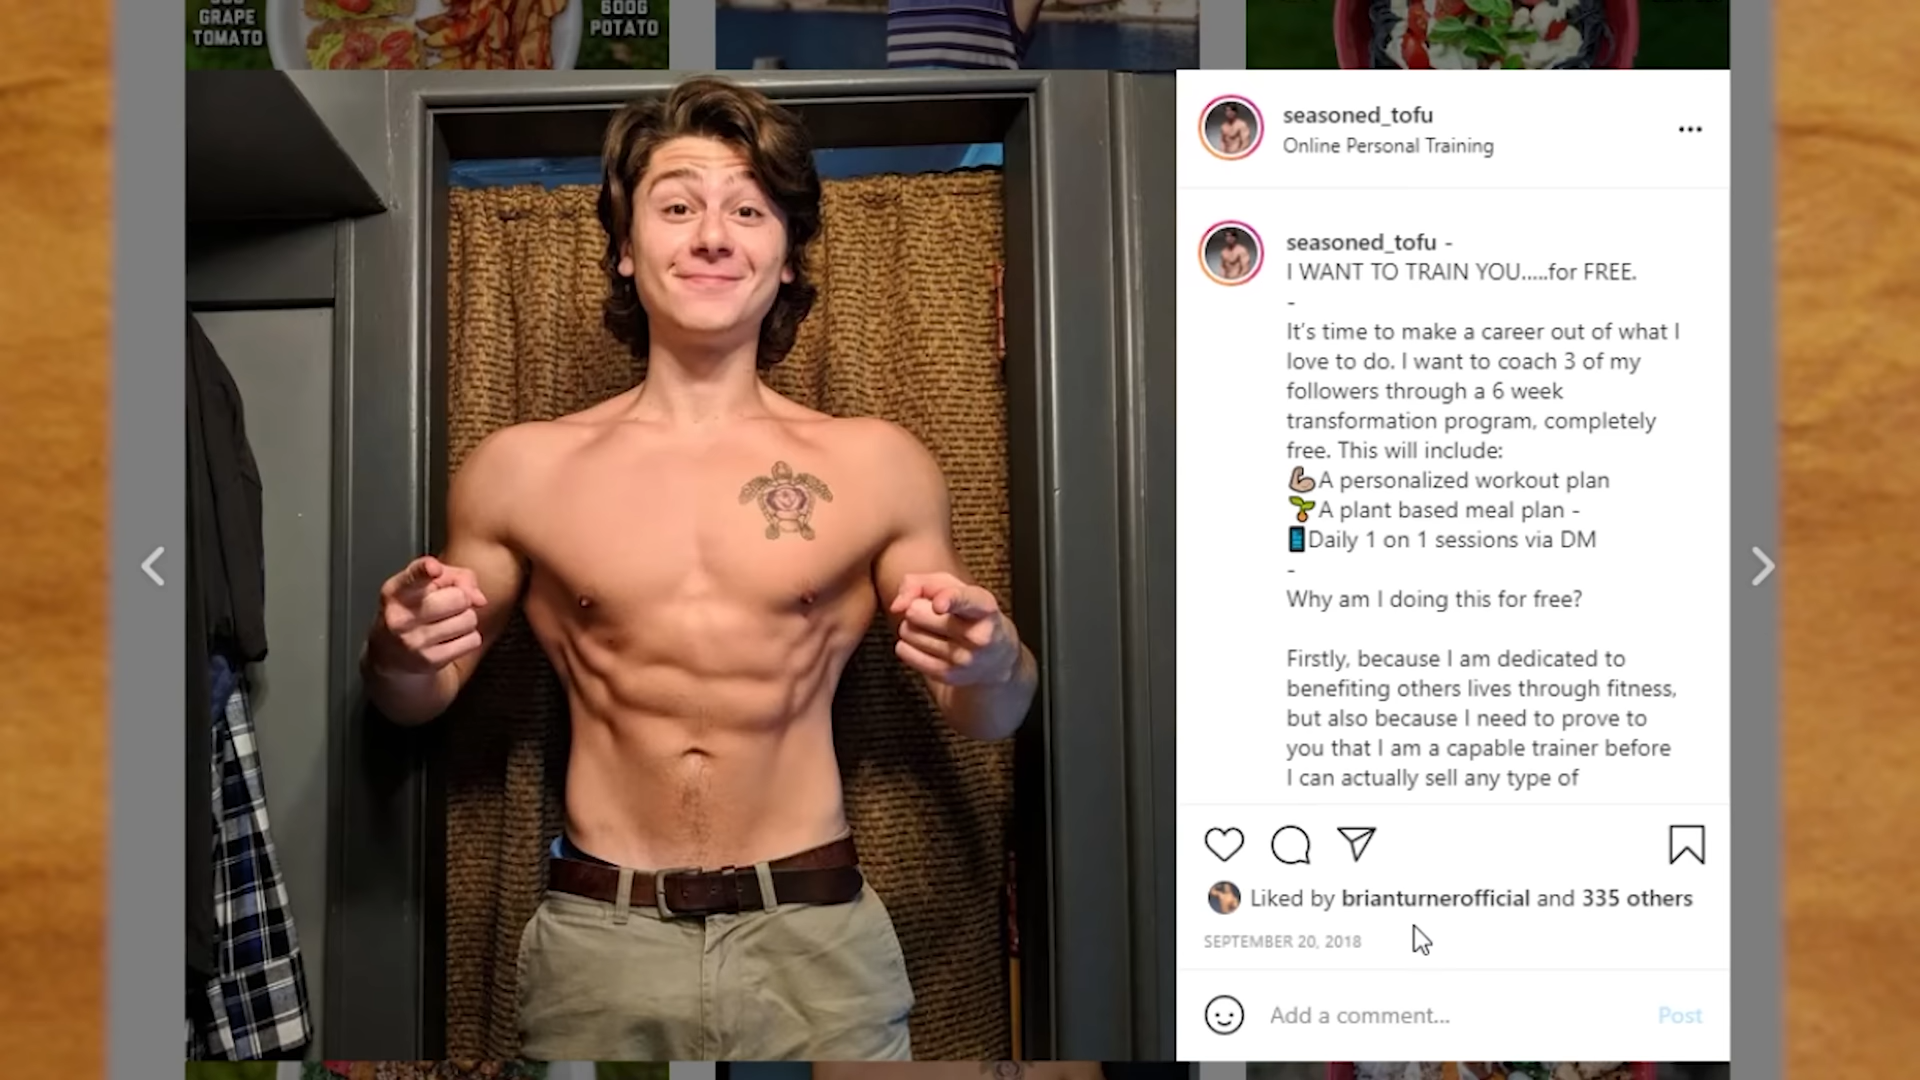 GRAPE
TOMATO
600G
POTATO
seasoned_tofu
Online Personal Training
seasoned_tofu -
I WANT TO TRAIN YOU.....for FREE.
-
It's time to make a career out of what I
love to do. I want to coach 3 of my
followers through a 6 week
transformation program, completely
free. This will include:
💪A personalized workout plan
🌱A plant based meal plan -
📱Daily 1 on 1 sessions via DM
-
Why am I doing this for free?
Firstly, because I am dedicated to
benefiting others lives through fitness,
but also because I need to prove to
you that I am a capable trainer before
I can actually sell any type of
Liked by brianturnerofficial and 335 others
SEPTEMBER 20, 2018
Add a comment...
Post